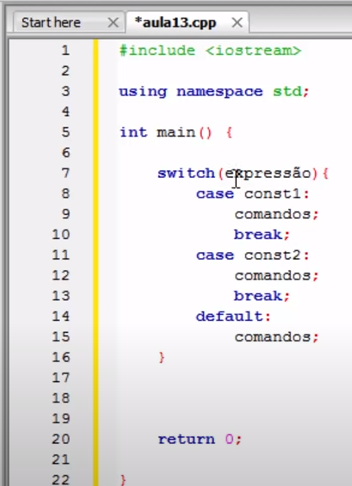 Start here × *aula13.cpp ×
1 #include <iostream>
2
3 using namespace std;
4
5 int main() {
6
7 switch(expressão){
8 case const1:
9 comandos;
10 break;
11 case const2:
12 comandos;
13 break;
14 default:
15 comandos;
16 }
17
18
19
20 return 0;
21
22 }